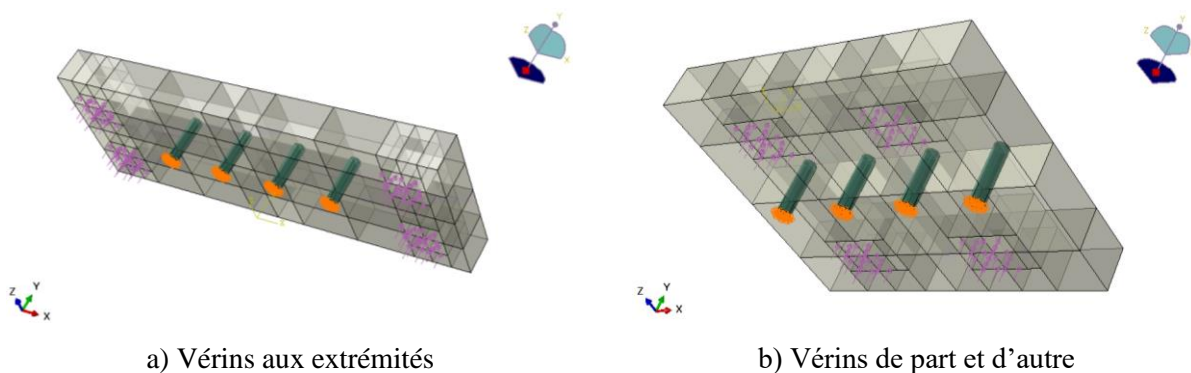 Y
Z
X
Y
Z
Z
Y
X
Z
Y
X
a) Vérins aux extrémités
b) Vérins de part et d’autre